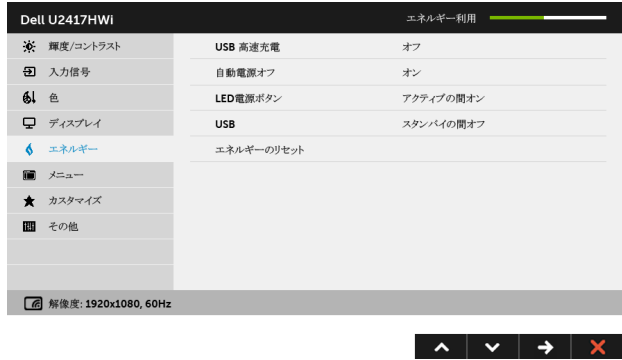 Dell U2417HWi エネルギー利用
輝度/コントラスト USB 高速充電 オフ
入力信号 自動電源オフ オン
色 LED電源ボタン アクティブの間オン
ディスプレイ USB スタンバイの間オフ
エネルギー エネルギーのリセット
メニュー
カスタマイズ
その他
解像度: 1920x1080, 60Hz